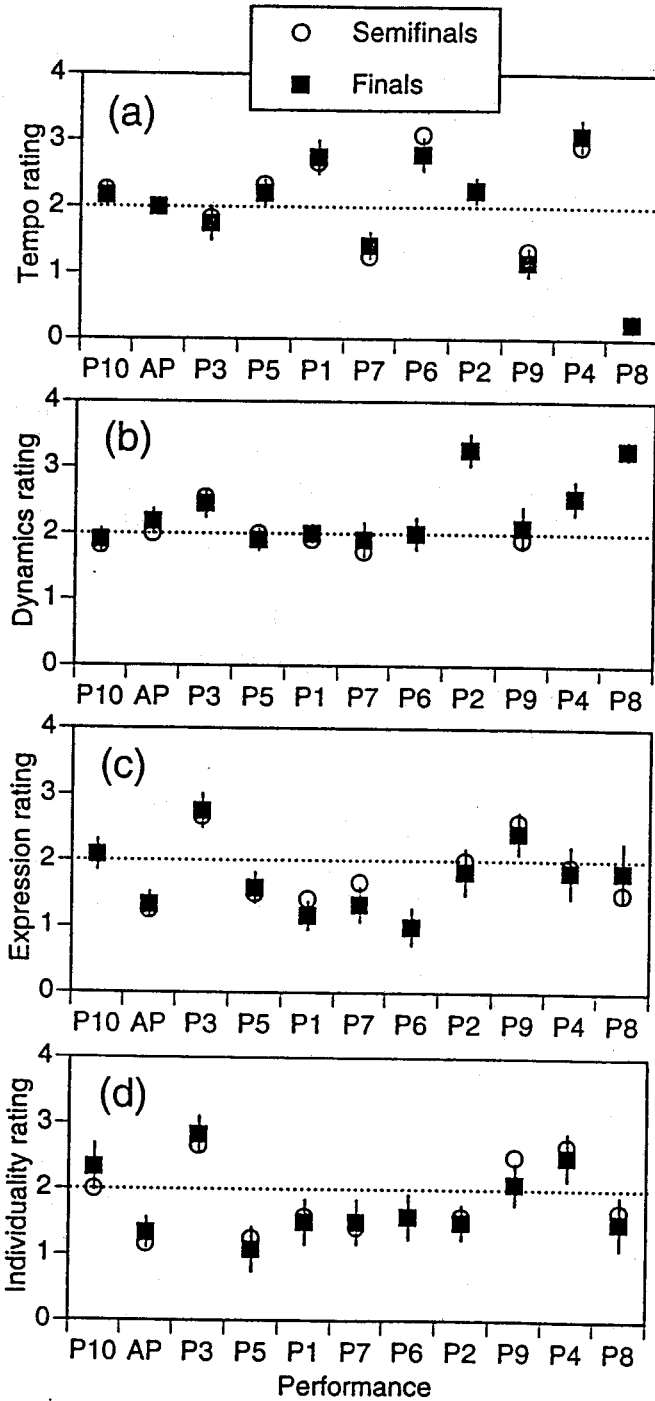 Semifinals
Finals
(a)
Tempo rating
4
3
2
1
0
P10 AP P3 P5 P1 P7 P6 P2 P9 P4 P8
(b)
Dynamics rating
4
3
2
1
0
P10 AP P3 P5 P1 P7 P6 P2 P9 P4 P8
(c)
Expression rating
4
3
2
1
0
P10 AP P3 P5 P1 P7 P6 P2 P9 P4 P8
(d)
Individuality rating
4
3
2
1
0
P10 AP P3 P5 P1 P7 P6 P2 P9 P4 P8
Performance